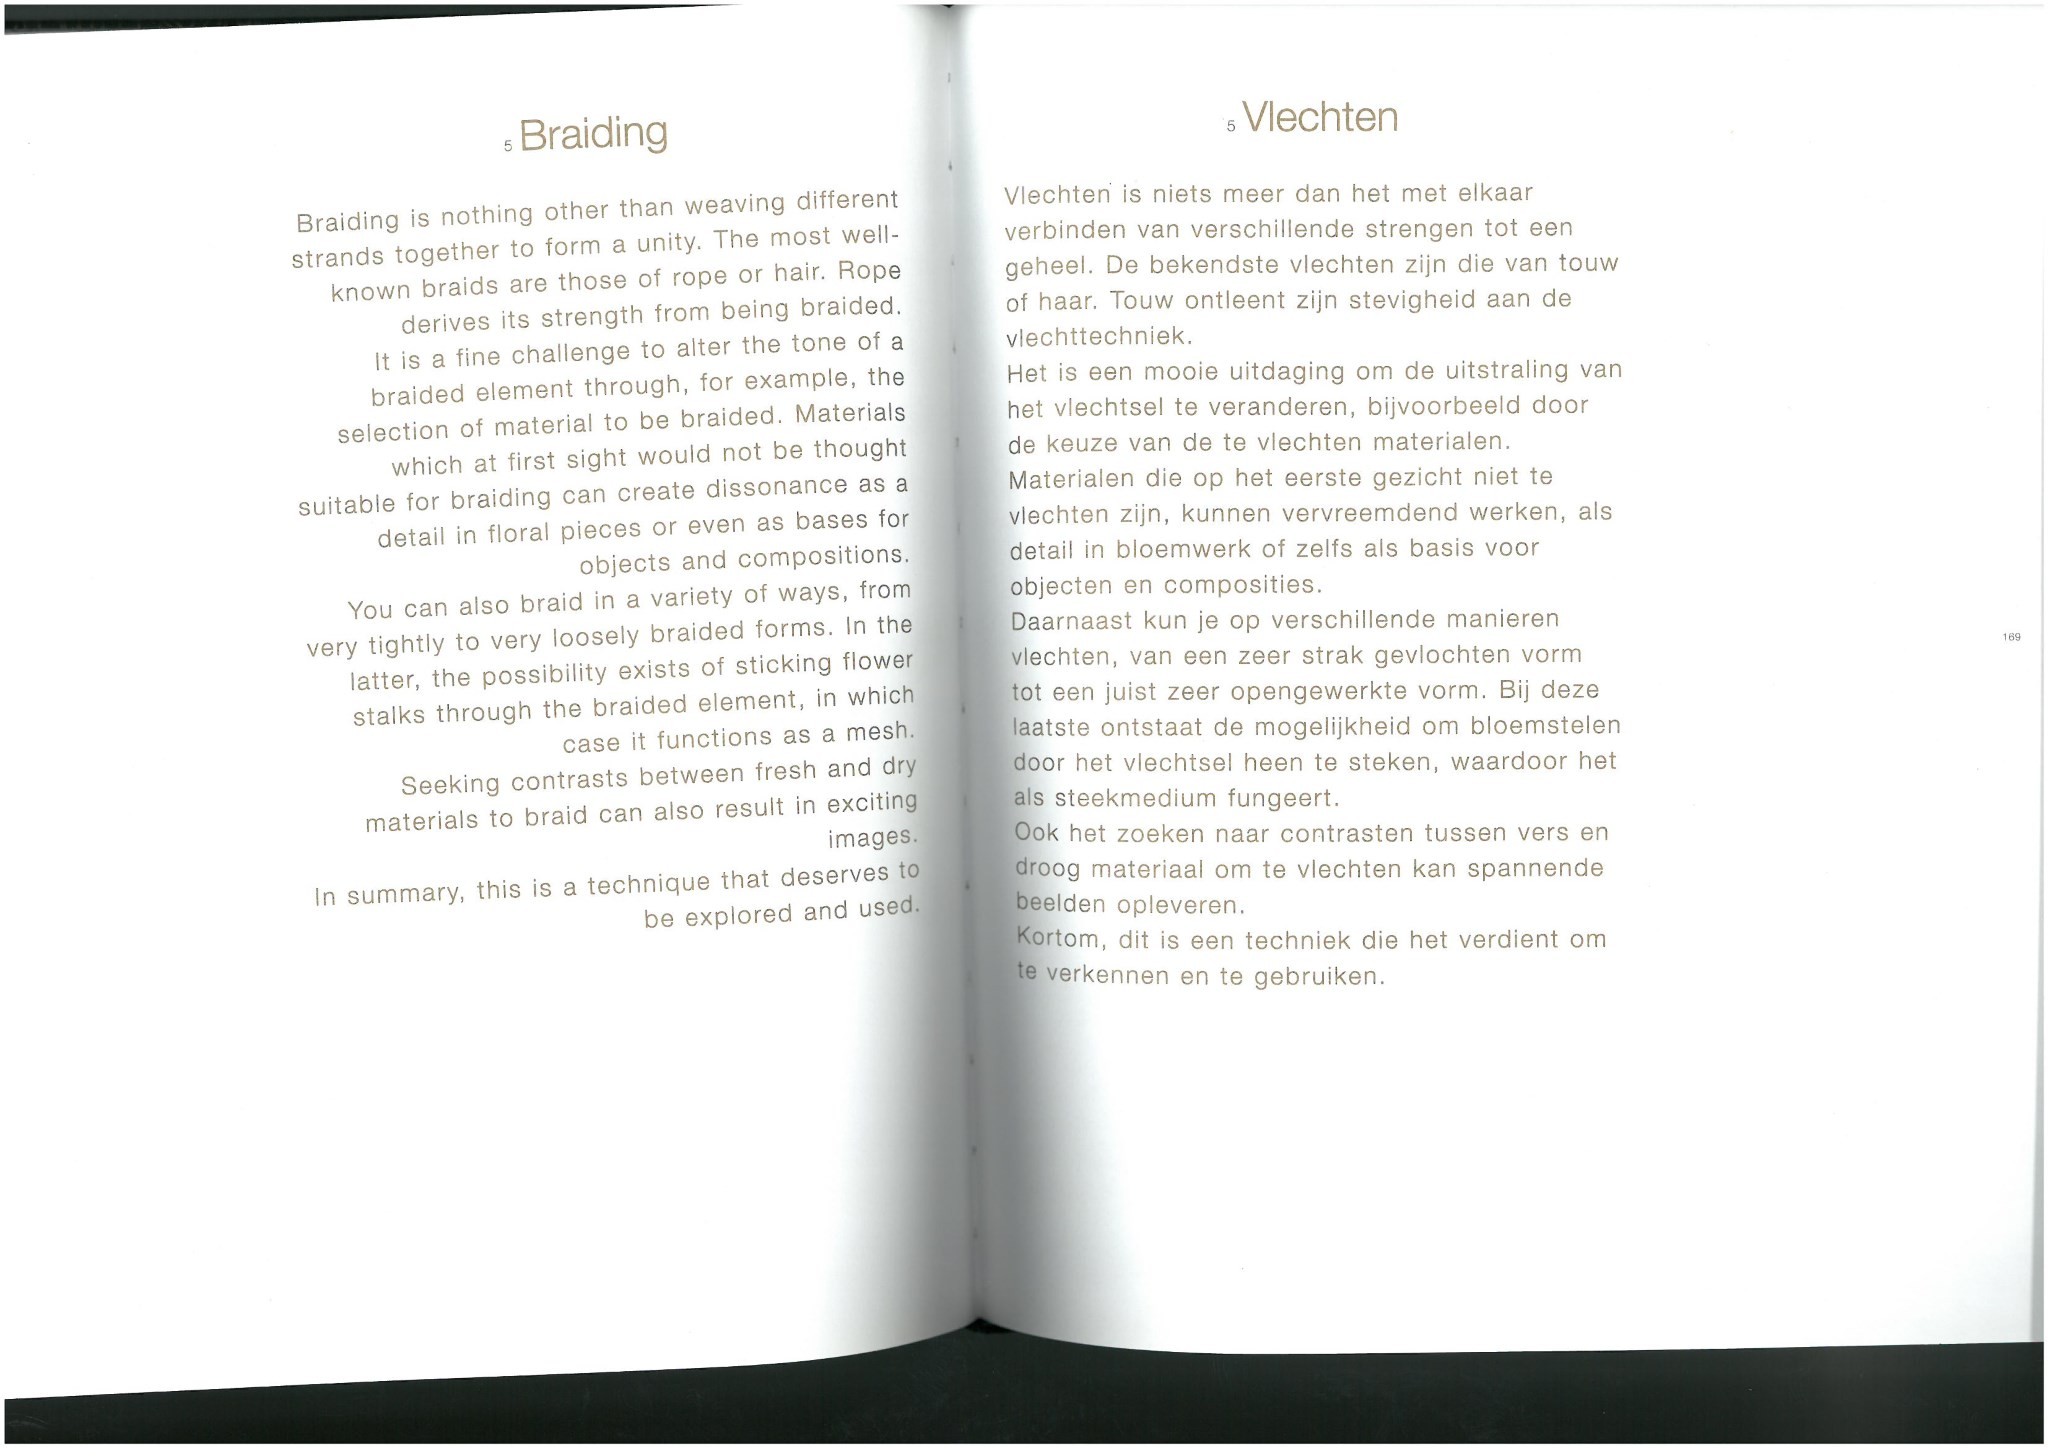 5 Braiding
Braiding is nothing other than weaving different
strands together to form a unity. The most well-
known braids are those of rope or hair. Rope
derives its strength from being braided.
It is a fine challenge to alter the tone of a
braided element through, for example, the
selection of material to be braided. Materials
which at first sight would not be thought
suitable for braiding can create dissonance as a
detail in floral pieces or even as bases for
objects and compositions.
You can also braid in a variety of ways, from
very tightly to very loosely braided forms. In the
latter, the possibility exists of sticking flower
stalks through the braided element, in which
case it functions as a mesh.
Seeking contrasts between fresh and dry
materials to braid can also result in exciting
images.
In summary, this is a technique that deserves to
be explored and used.
5 Vlechten
Vlechten is niets meer dan het met elkaar
verbinden van verschillende strengen tot een
geheel. De bekendste vlechten zijn die van touw
of haar. Touw ontleent zijn stevigheid aan de
vlechttechniek.
Het is een mooie uitdaging om de uitstraling van
het vlechtsel te veranderen, bijvoorbeeld door
de keuze van de te vlechten materialen.
Materialen die op het eerste gezicht niet te
vlechten zijn, kunnen vervreemdend werken, als
detail in bloemwerk of zelfs als basis voor
objecten en composities.
Daarnaast kun je op verschillende manieren
vlechten, van een zeer strak gevlochten vorm
tot een juist zeer opengewerkte vorm. Bij deze
laatste ontstaat de mogelijkheid om bloemstelen
door het vlechtsel heen te steken, waardoor het
als steekmedium fungeert.
Ook het zoeken naar contrasten tussen vers en
droog materiaal om te vlechten kan spannende
beelden opleveren.
Kortom, dit is een techniek die het verdient om
te verkennen en te gebruiken.
169